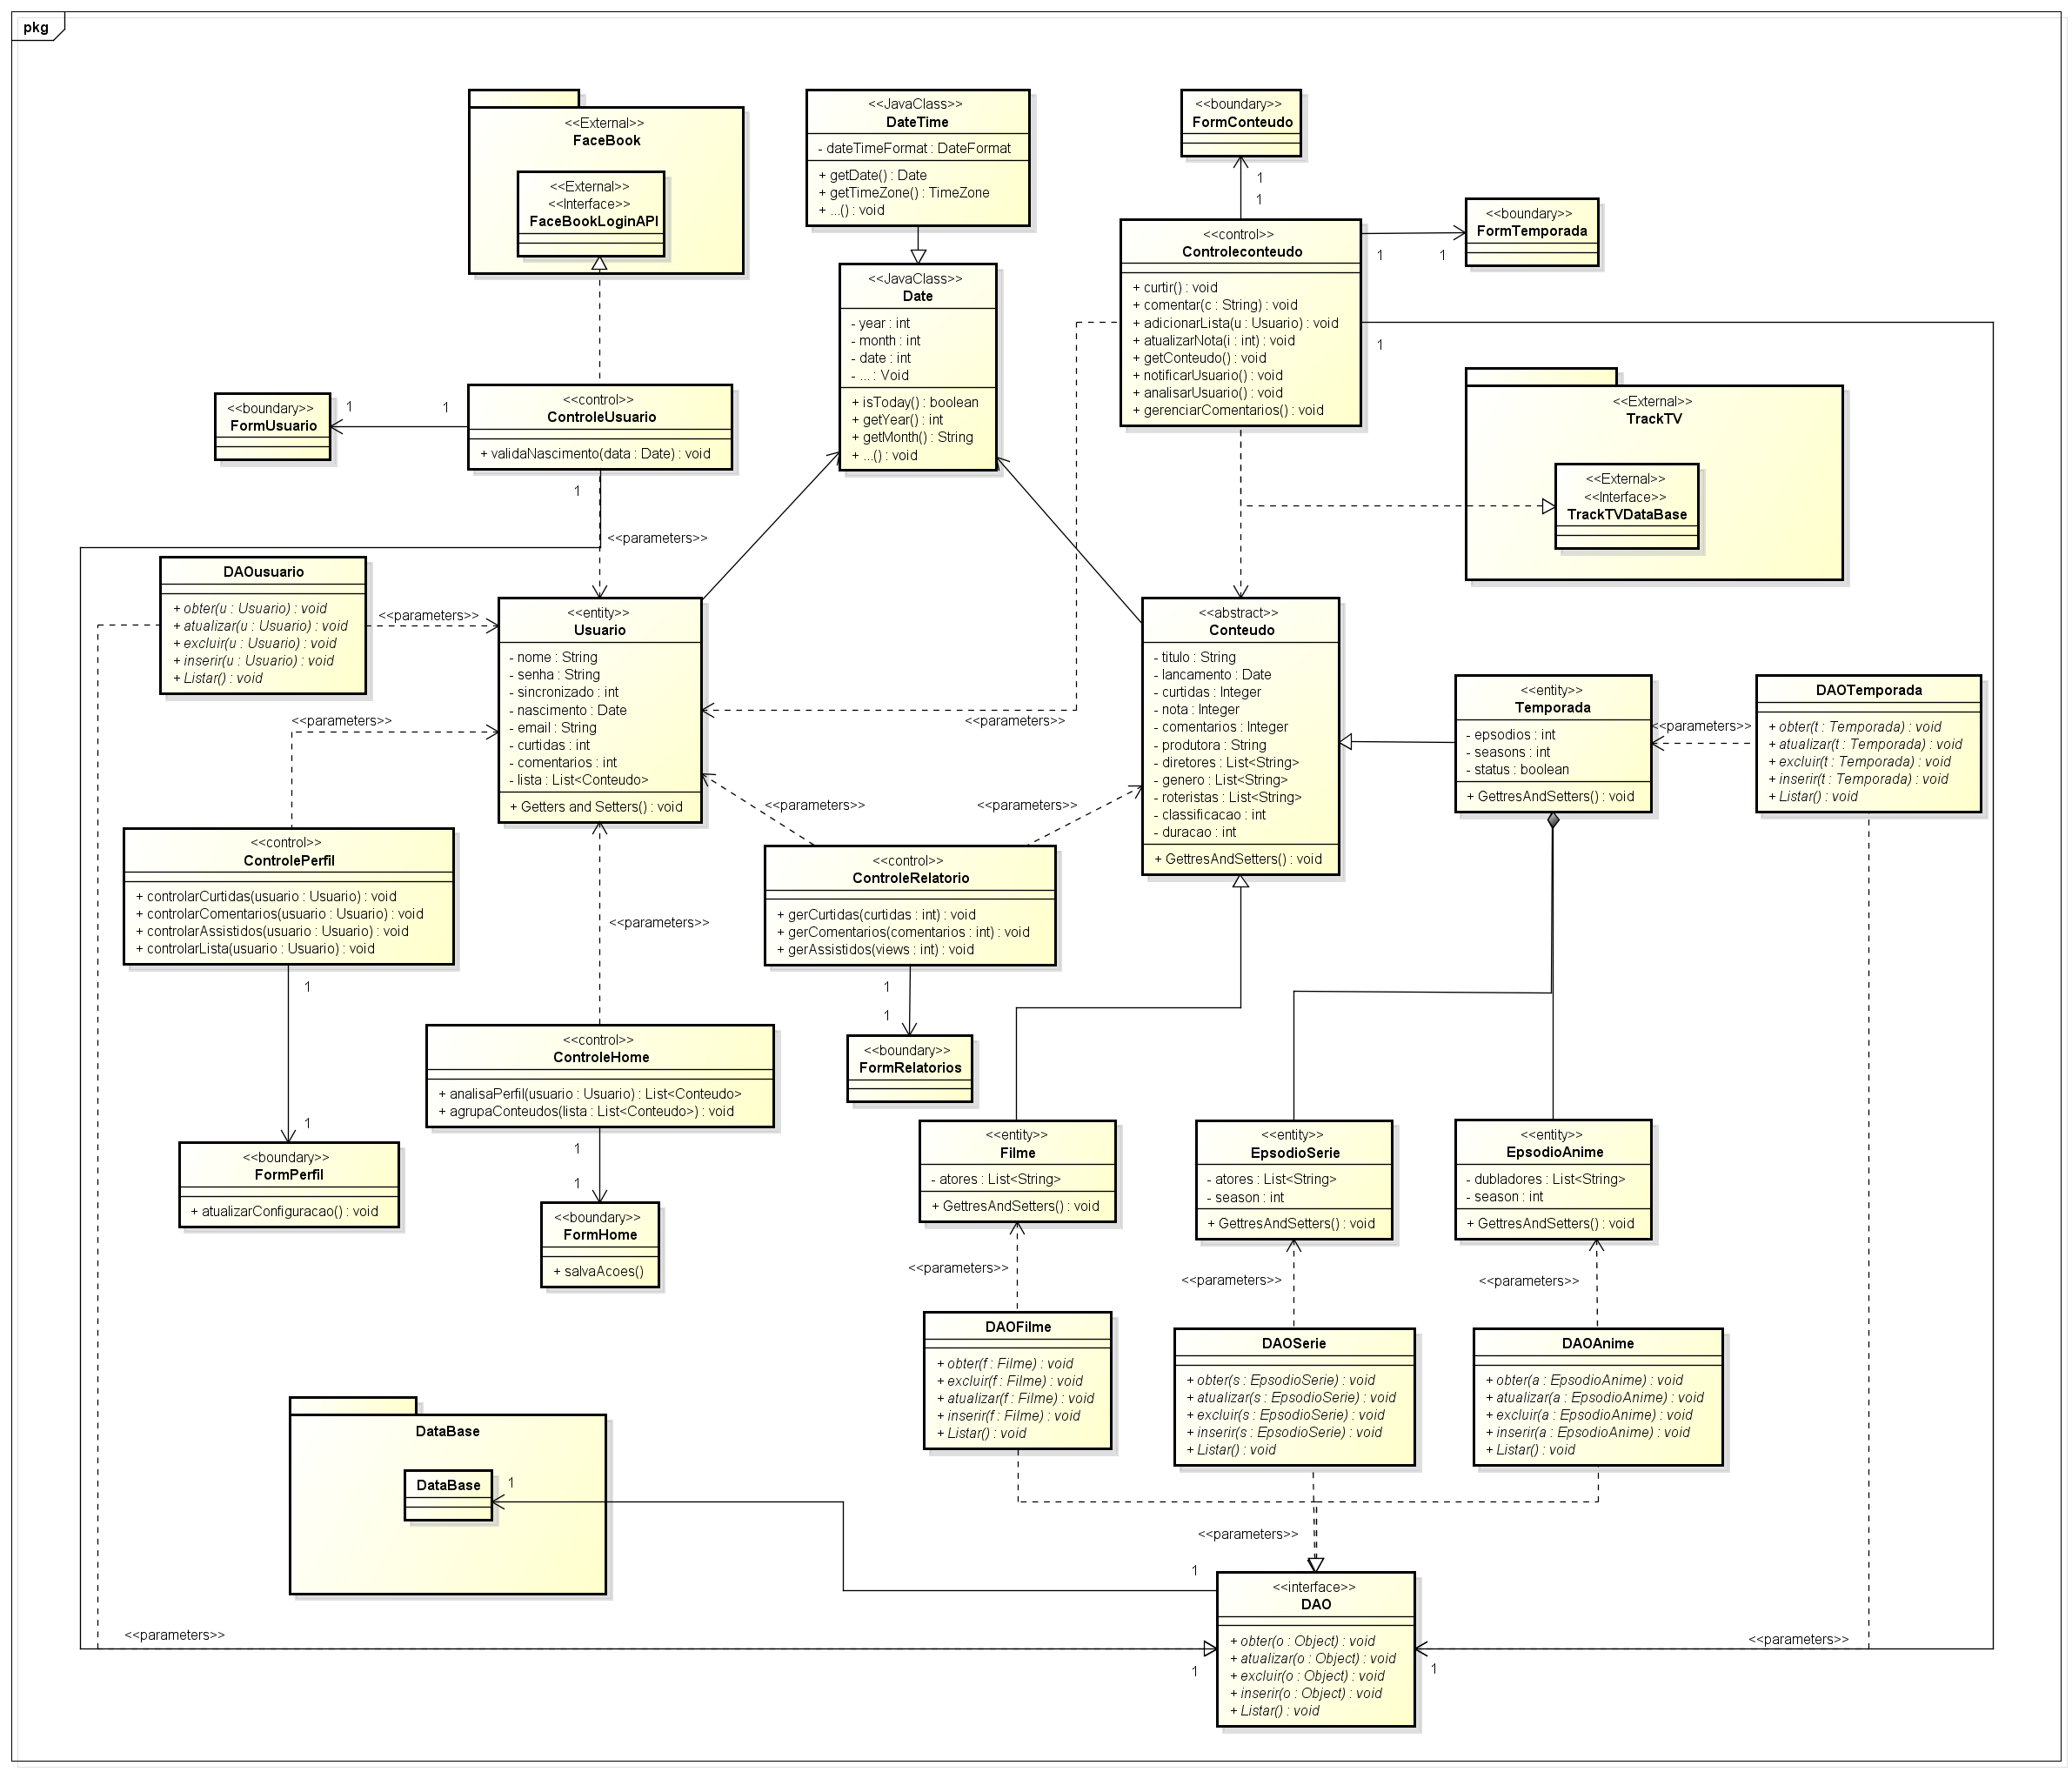 pkg
<<External>>
FaceBook
<<External>>
<<Interface>>
FaceBookLoginAPI
<<JavaClass>>
DateTime
- dateTimeFormat : DateFormat
+ getDate() : Date
+ getTimeZone() : TimeZone
+ ...() : void
<<boundary>>
FormConteudo
1
1
<<control>>
Controleconteudo
+ curtir() : void
+ comentar(c : String) : void
+ adicionarLista(u : Usuario) : void
+ atualizarNota(i : int) : void
+ getConteudo() : void
+ notificarUsuario() : void
+ analisarUsuario() : void
+ gerenciarComentarios() : void
1
1
1
<<boundary>>
FormTemporada
<<JavaClass>>
Date
- year : int
- month : int
- date : int
- ... : Void
+ isToday() : boolean
+ getYear() : int
+ getMonth() : String
+ ...() : void
<<External>>
TrackTV
<<External>>
<<Interface>>
TrackTVDataBase
<<boundary>>
FormUsuario
1
1
<<control>>
ControleUsuario
+ validaNascimento(data : Date) : void
1
<<parameters>>
DAOusuario
+ obter(u : Usuario) : void
+ atualizar(u : Usuario) : void
+ excluir(u : Usuario) : void
+ inserir(u : Usuario) : void
+ Listar() : void
<<parameters>>
<<entity>>
Usuario
- nome : String
- senha : String
- sincronizado : int
- nascimento : Date
- email : String
- curtidas : int
- comentarios : int
- lista : List<Conteudo>
+ Getters and Setters() : void
<<parameters>>
<<parameters>>
<<abstract>>
Conteudo
- titulo : String
- lancamento : Date
- curtidas : Integer
- nota : Integer
- comentarios : Integer
- produtora : String
- diretores : List<String>
- genero : List<String>
- roteristas : List<String>
- classificacao : int
- duracao : int
+ GettresAndSetters() : void
<<entity>>
Temporada
- epsodios : int
- seasons : int
- status : boolean
+ GettresAndSetters() : void
<<parameters>>
DAOTemporada
+ obter(t : Temporada) : void
+ atualizar(t : Temporada) : void
+ excluir(t : Temporada) : void
+ inserir(t : Temporada) : void
+ Listar() : void
<<control>>
ControlePerfil
+ controlarCurtidas(usuario : Usuario) : void
+ controlarComentarios(usuario : Usuario) : void
+ controlarAssistidos(usuario : Usuario) : void
+ controlarLista(usuario : Usuario) : void
1
1
<<parameters>>
<<parameters>>
<<parameters>>
<<control>>
ControleRelatorio
+ gerCurtidas(curtidas : int) : void
+ gerComentarios(comentarios : int) : void
+ gerAssistidos(views : int) : void
1
1
<<boundary>>
FormRelatorios
<<control>>
ControleHome
+ analisaPerfil(usuario : Usuario) : List<Conteudo>
+ agrupaConteudos(lista : List<Conteudo>) : void
1
1
<<boundary>>
FormPerfil
+ atualizarConfiguracao() : void
<<boundary>>
FormHome
+ salvaAcoes()
<<entity>>
Filme
- atores : List<String>
+ GettresAndSetters() : void
<<entity>>
EpsodioSerie
- atores : List<String>
- season : int
+ GettresAndSetters() : void
<<entity>>
EpsodioAnime
- dubladores : List<String>
- season : int
+ GettresAndSetters() : void
<<parameters>>
<<parameters>>
<<parameters>>
DAOFilme
+ obter(f : Filme) : void
+ excluir(f : Filme) : void
+ atualizar(f : Filme) : void
+ inserir(f : Filme) : void
+ Listar() : void
DAOSerie
+ obter(s : EpsodioSerie) : void
+ atualizar(s : EpsodioSerie) : void
+ excluir(s : EpsodioSerie) : void
+ inserir(s : EpsodioSerie) : void
+ Listar() : void
DAOAnime
+ obter(a : EpsodioAnime) : void
+ atualizar(a : EpsodioAnime) : void
+ excluir(a : EpsodioAnime) : void
+ inserir(a : EpsodioAnime) : void
+ Listar() : void
DataBase
DataBase
1
<<parameters>>
1
<<interface>>
DAO
+ obter(o : Object) : void
+ atualizar(o : Object) : void
+ excluir(o : Object) : void
+ inserir(o : Object) : void
+ Listar() : void
<<parameters>>
1
1
<<parameters>>